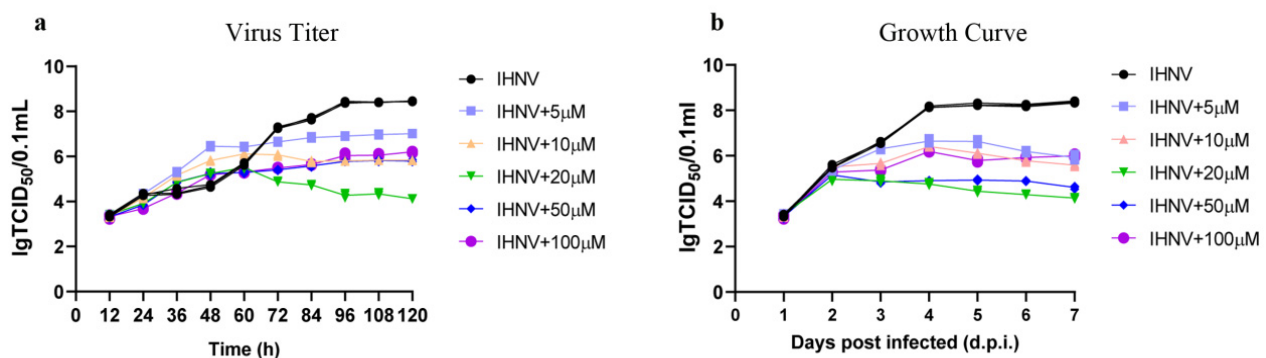 a
Virus Titer
lgTCID50/0.1mL
10
8
6
4
2
0
0 12 24 36 48 60 72 84 96 108 120
Time (h)
IHNV
IHNV+5μM
IHNV+10μM
IHNV+20μM
IHNV+50μM
IHNV+100μM
b
Growth Curve
lgTCID50/0.1ml
10
8
6
4
2
0
0 1 2 3 4 5 6 7
Days post infected (d.p.i.)
IHNV
IHNV+5μM
IHNV+10μM
IHNV+20μM
IHNV+50μM
IHNV+100μM